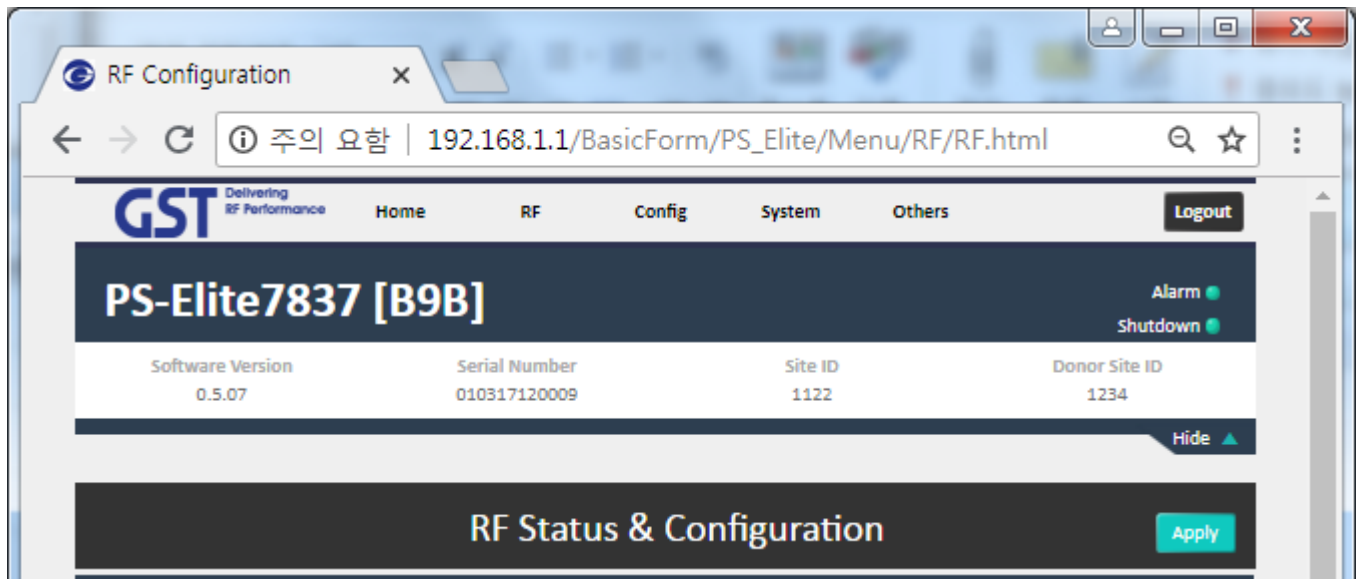 RF Configuration
주의 요함 | 192.168.1.1/BasicForm/PS_Elite/Menu/RF/RF.html
GST Delivering
RF Performance
Home RF Config System Others Logout
PS-Elite7837 [B9B]
Alarm
Shutdown
Software Version Serial Number Site ID Donor Site ID
0.5.07 010317120009 1122 1234
Hide
RF Status & Configuration
Apply